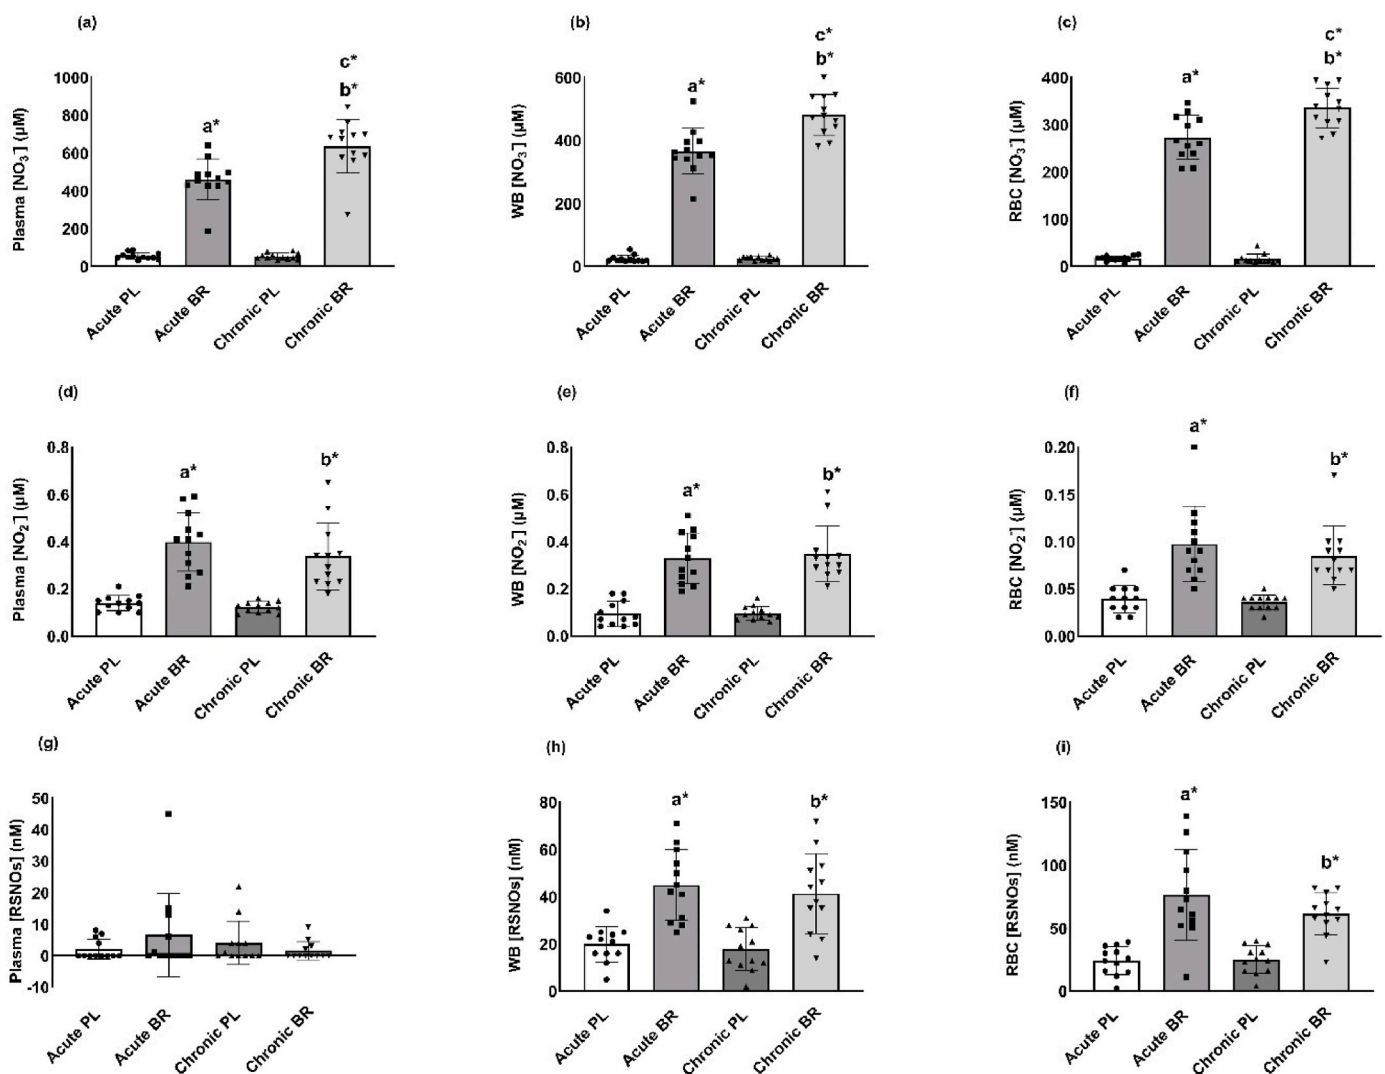 (a)
c*
b*
a*
Plasma [NO3-] (µM)
1000
800
600
400
200
0
Acute PL
Acute BR
Chronic PL
Chronic BR
(b)
c*
b*
a*
WB [NO3-] (µM)
600
400
200
0
Acute PL
Acute BR
Chronic PL
Chronic BR
(c)
c*
b*
a*
RBC [NO3-] (µM)
400
300
200
100
0
Acute PL
Acute BR
Chronic PL
Chronic BR
(d)
a*
b*
Plasma [NO2-] (µM)
0.8
0.6
0.4
0.2
0.0
Acute PL
Acute BR
Chronic PL
Chronic BR
(e)
a*
b*
WB [NO2-] (µM)
0.8
0.6
0.4
0.2
0.0
Acute PL
Acute BR
Chronic PL
Chronic BR
(f)
a*
b*
RBC [NO2-] (µM)
0.20
0.15
0.10
0.05
0.00
Acute PL
Acute BR
Chronic PL
Chronic BR
(g)
Plasma [RSNOs] (nM)
50
40
30
20
10
0
-10
Acute PL
Acute BR
Chronic PL
Chronic BR
(h)
a*
b*
WB [RSNOs] (nM)
80
60
40
20
0
Acute PL
Acute BR
Chronic PL
Chronic BR
(i)
a*
b*
RBC [RSNOs] (nM)
150
100
50
0
Acute PL
Acute BR
Chronic PL
Chronic BR